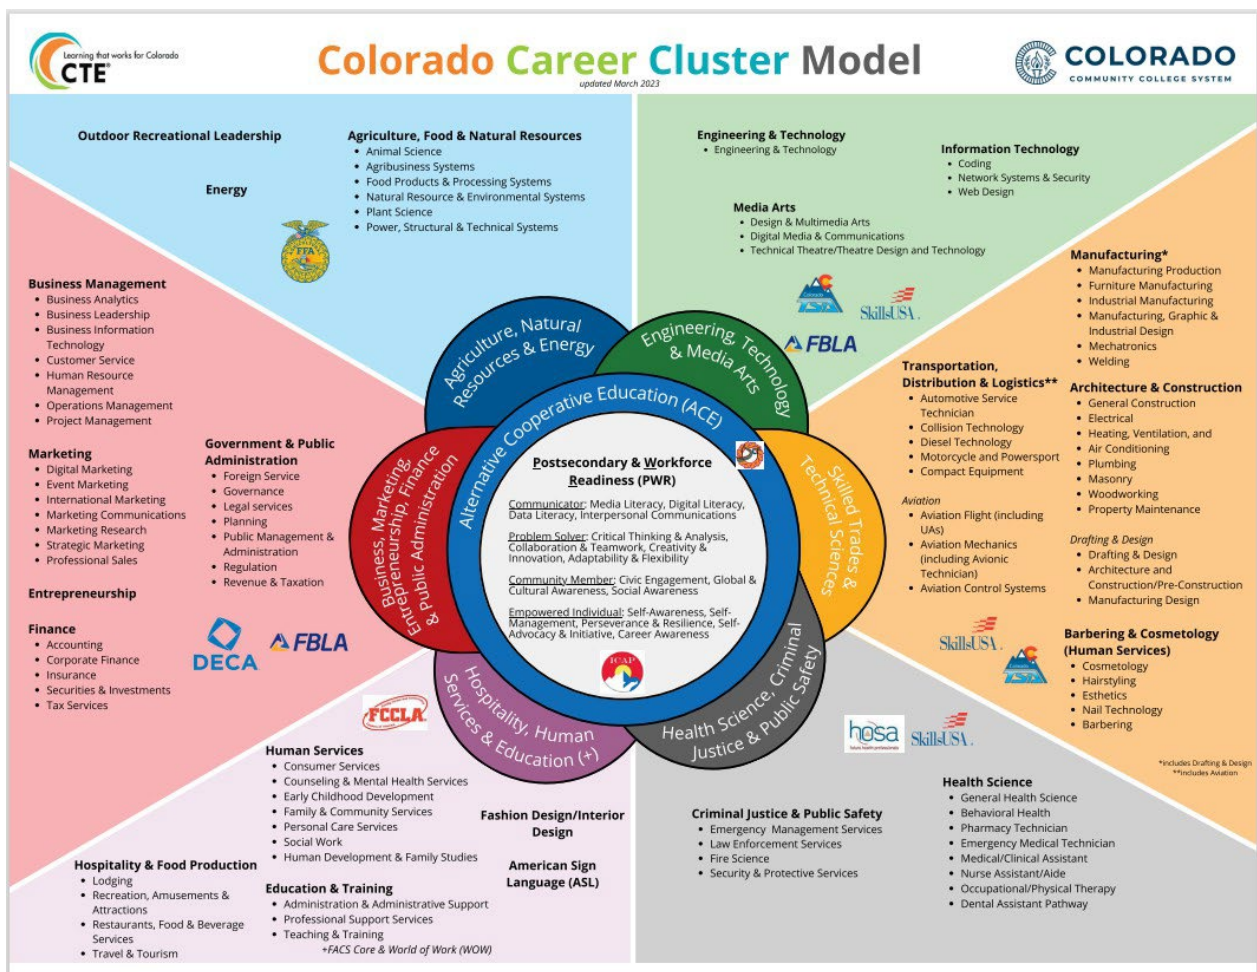 Learning that works for Colorado
CTE®
Colorado Career Cluster Model
updated March 2023
COLORADO
COMMUNITY COLLEGE SYSTEM
Outdoor Recreational Leadership
Energy
Agriculture, Food & Natural Resources
• Animal Science
• Agribusiness Systems
• Food Products & Processing Systems
• Natural Resource & Environmental Systems
• Plant Science
• Power, Structural & Technical Systems
FFA
Engineering & Technology
• Engineering & Technology
Information Technology
• Coding
• Network Systems & Security
• Web Design
Media Arts
• Design & Multimedia Arts
• Digital Media & Communications
• Technical Theatre/Theatre Design and Technology
Colorado
TSA
SkillsUSA.
FBLA
Business Management
• Business Analytics
• Business Leadership
• Business Information
Technology
• Customer Service
• Human Resource
Management
• Operations Management
• Project Management
Marketing
• Digital Marketing
• Event Marketing
• International Marketing
• Marketing Communications
• Marketing Research
• Strategic Marketing
• Professional Sales
Entrepreneurship
Finance
• Accounting
• Corporate Finance
• Insurance
• Securities & Investments
• Tax Services
Government & Public
Administration
• Foreign Service
• Governance
• Legal services
• Planning
• Public Management &
Administration
• Regulation
• Revenue & Taxation
DECA
FBLA
Agriculture, Natural
Resources & Energy
Engineering, Technology
& Media Arts
Business, Marketing,
Entrepreneurship, Finance
& Public Administration
Skilled Trades &
Technical Sciences
Hospitality, Human
Services & Education (+)
Health Science, Criminal
Justice & Public Safety
Alternative Cooperative Education (ACE)
Postsecondary & Workforce
Readiness (PWR)
Communicator: Media Literacy, Digital Literacy,
Data Literacy, Interpersonal Communications
Problem Solver: Critical Thinking & Analysis,
Collaboration & Teamwork, Creativity &
Innovation, Adaptability & Flexibility
Community Member: Civic Engagement, Global &
Cultural Awareness, Social Awareness
Empowered Individual: Self-Awareness, Self-
Management, Perseverance & Resilience, Self-
Advocacy & Initiative, Career Awareness
ICAP
Manufacturing*
• Manufacturing Production
• Furniture Manufacturing
• Industrial Manufacturing
• Manufacturing, Graphic &
Industrial Design
• Mechatronics
• Welding
Transportation,
Distribution & Logistics**
• Automotive Service
Technician
• Collision Technology
• Diesel Technology
• Motorcycle and Powersport
• Compact Equipment
Aviation
• Aviation Flight (including
UAs)
• Aviation Mechanics
(including Avionic
Technician)
• Aviation Control Systems
Architecture & Construction
• General Construction
• Electrical
• Heating, Ventilation, and
• Air Conditioning
• Plumbing
• Masonry
• Woodworking
• Property Maintenance
Drafting & Design
• Drafting & Design
• Architecture and
Construction/Pre-Construction
• Manufacturing Design
Barbering & Cosmetology
(Human Services)
• Cosmetology
• Hairstyling
• Esthetics
• Nail Technology
• Barbering
SkillsUSA.
Colorado
TSA
*includes Drafting & Design
**includes Aviation
FCCLA
Human Services
• Consumer Services
• Counseling & Mental Health Services
• Early Childhood Development
• Family & Community Services
• Personal Care Services
• Social Work
• Human Development & Family Studies
Hospitality & Food Production
• Lodging
• Recreation, Amusements &
Attractions
• Restaurants, Food & Beverage
Services
• Travel & Tourism
Education & Training
• Administration & Administrative Support
• Professional Support Services
• Teaching & Training
+FACS Core & World of Work (WOW)
Fashion Design/Interior
Design
American Sign
Language (ASL)
hosa
future health professionals
SkillsUSA.
Criminal Justice & Public Safety
• Emergency Management Services
• Law Enforcement Services
• Fire Science
• Security & Protective Services
Health Science
• General Health Science
• Behavioral Health
• Pharmacy Technician
• Emergency Medical Technician
• Medical/Clinical Assistant
• Nurse Assistant/Aide
• Occupational/Physical Therapy
• Dental Assistant Pathway